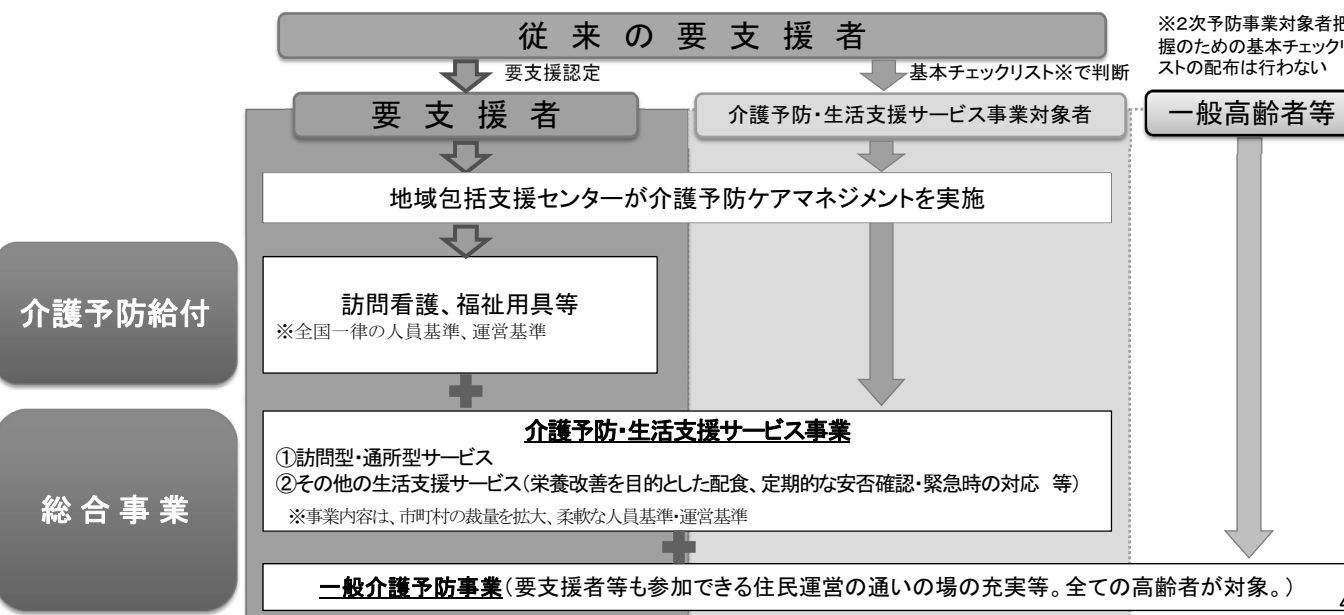 従来の要支援者
※2次予防事業対象者把
握のための基本チェックリ
ストの配布は行わない
要支援認定
基本チェックリスト※で判断
要支援者
介護予防・生活支援サービス事業対象者
一般高齢者等
地域包括支援センターが介護予防ケアマネジメントを実施
介護予防給付
訪問看護、福祉用具等
※全国一律の人員基準、運営基準
総合事業
介護予防・生活支援サービス事業
①訪問型・通所型サービス
②その他の生活支援サービス(栄養改善を目的とした配食、定期的な安否確認・緊急時の対応 等)
※事業内容は、市町村の裁量を拡大、柔軟な人員基準・運営基準
一般介護予防事業(要支援者等も参加できる住民運営の通いの場の充実等。全ての高齢者が対象。)